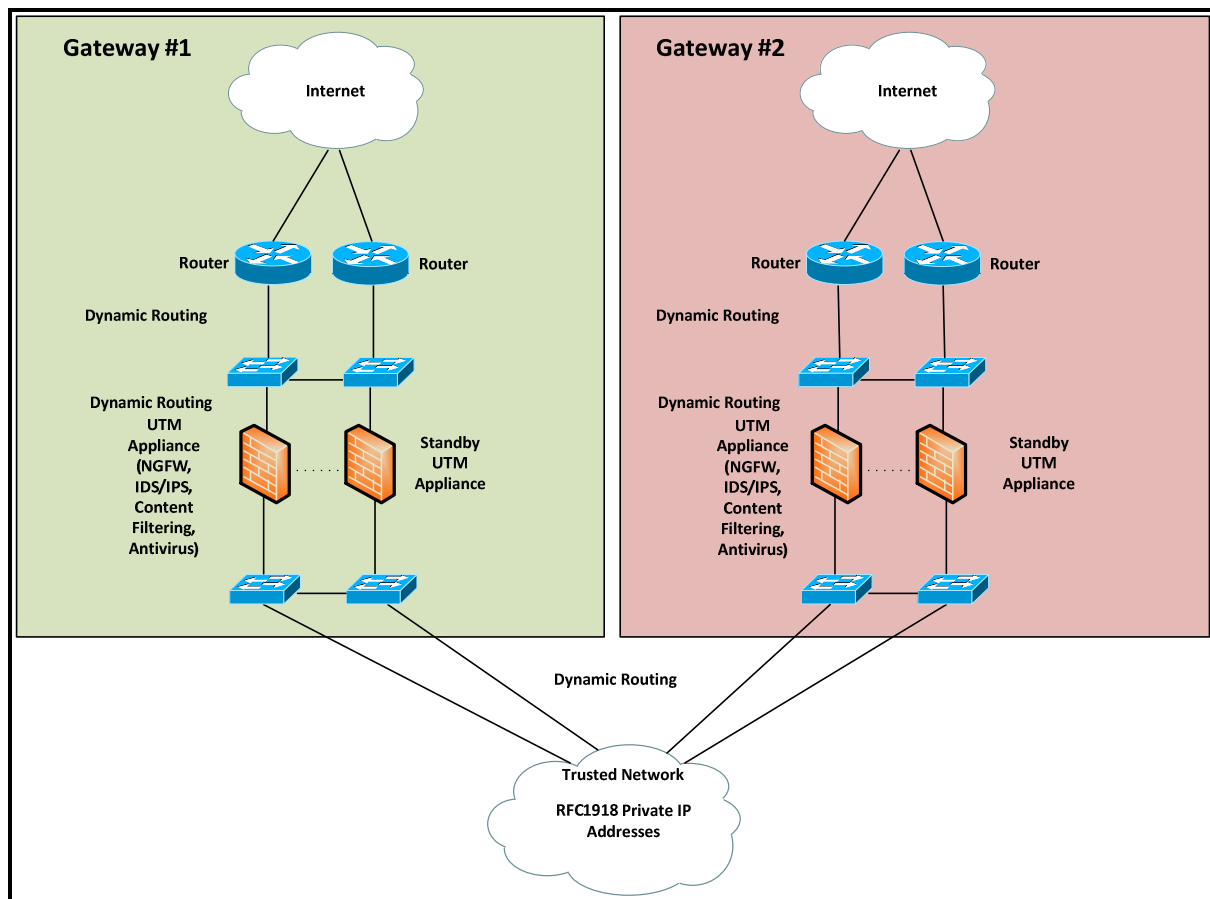 Gateway #1
Internet
Router
Router
Dynamic Routing
Dynamic Routing
UTM
Appliance
(NGFW,
IDS/IPS,
Content
Filtering,
Antivirus)
Standby
UTM
Appliance
Gateway #2
Internet
Router
Router
Dynamic Routing
Dynamic Routing
UTM
Appliance
(NGFW,
IDS/IPS,
Content
Filtering,
Antivirus)
Standby
UTM
Appliance
Dynamic Routing
Trusted Network
RFC1918 Private IP
Addresses